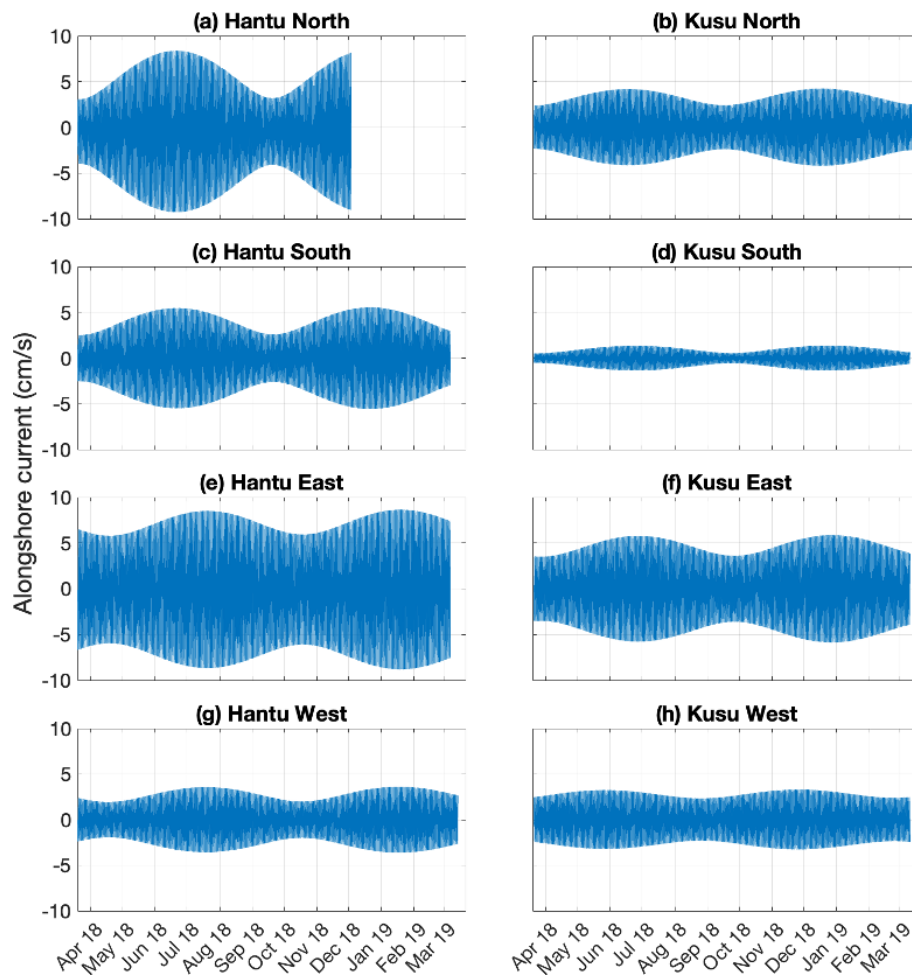 (a) Hantu North
(b) Kusu North
10
5
0
-5
-10
(c) Hantu South
(d) Kusu South
10
5
0
-5
-10
Alongshore current (cm/s)
(e) Hantu East
(f) Kusu East
10
5
0
-5
-10
(g) Hantu West
(h) Kusu West
10
5
0
-5
-10
Apr 18 May 18 Jun 18 Jul 18 Aug 18 Sep 18 Oct 18 Nov 18 Dec 18 Jan 19 Feb 19 Mar 19
Apr 18 May 18 Jun 18 Jul 18 Aug 18 Sep 18 Oct 18 Nov 18 Dec 18 Jan 19 Feb 19 Mar 19